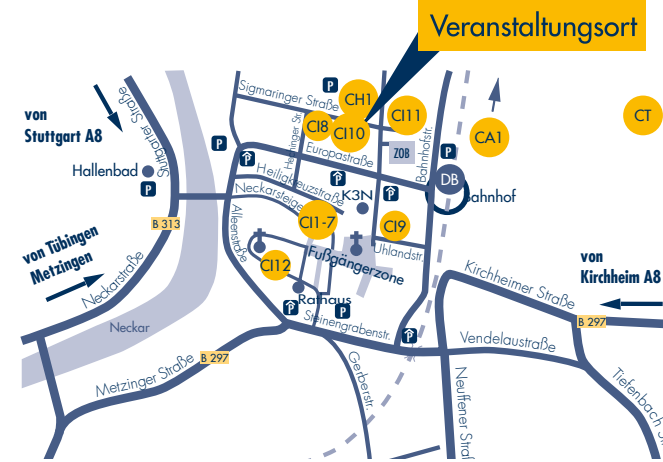 Veranstaltungsort
P
Sigmaringer Straße
CH1
CI8
CI10
CI11
CT
CA1
von
Stuttgart A8
Stuttgarter Straße
Hallenbad
P
P
P
Europastraße
ZOB
Bahnhofstr.
P
DB
Bahnhof
Heiligkreuzstraße
P
K3N
P
Neckarsteige
CI1-7
CI9
B 313
Alleenstraße
Uhlandstr.
von Tübingen
Metzingen
Neckarstraße
CI12
Fußgängerzone
Rathaus
von
Kirchheim A8
Kirchheimer Straße
P
P
Steinengrabenstr.
P
B 297
Neckar
Vendelaustraße
B 297
Metzinger Straße
Gerberstr.
Neuffener Straß
Tiefenbach St